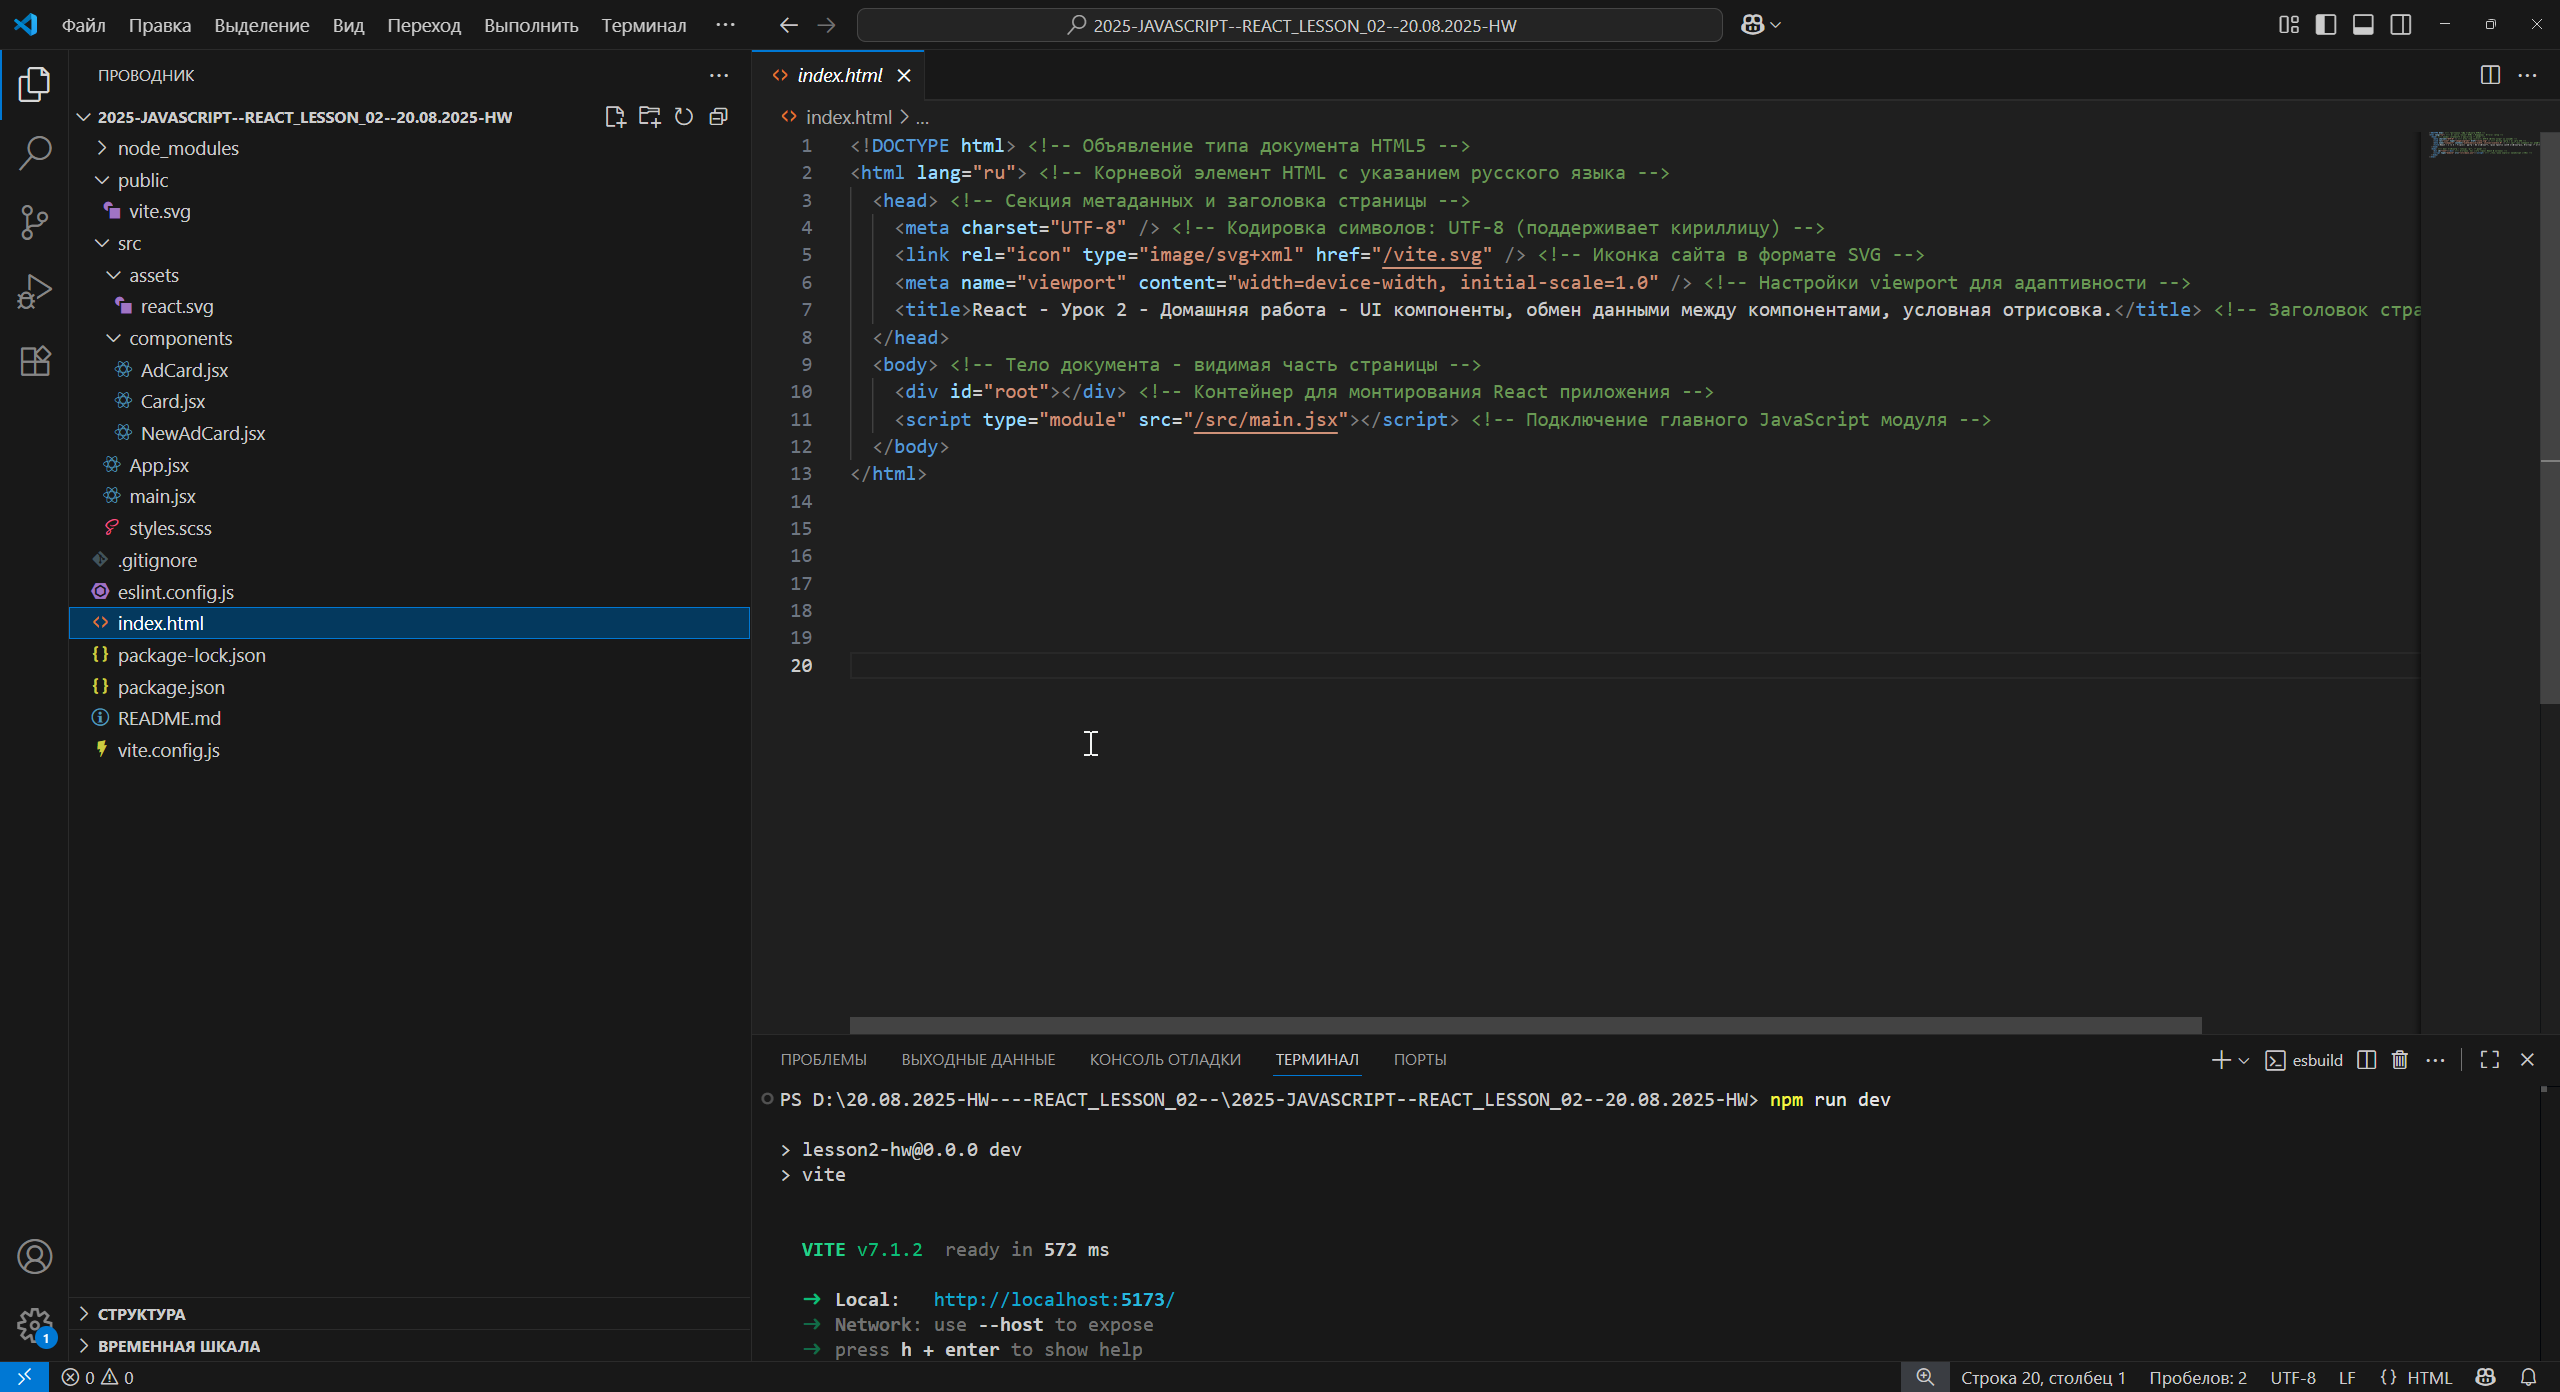 Файл Правка Выделение Вид Переход Выполнить Терминал ··· 2025-JAVASCRIPT--REACT_LESSON_02--20.08.2025-HW
ПРОВОДНИК ···
2025-JAVASCRIPT--REACT_LESSON_02--20.08.2025-HW
node_modules
public
vite.svg
src
assets
react.svg
components
AdCard.jsx
Card.jsx
NewAdCard.jsx
App.jsx
main.jsx
styles.scss
.gitignore
eslint.config.js
index.html
package-lock.json
package.json
README.md
vite.config.js
СТРУКТУРА
ВРЕМЕННАЯ ШКАЛА
1
index.html
index.html > ...
1 <!DOCTYPE html> <!-- Объявление типа документа HTML5 -->
2 <html lang="ru"> <!-- Корневой элемент HTML с указанием русского языка -->
3 <head> <!-- Секция метаданных и заголовка страницы -->
4 <meta charset="UTF-8" /> <!-- Кодировка символов: UTF-8 (поддерживает кириллицу) -->
5 <link rel="icon" type="image/svg+xml" href="/vite.svg" /> <!-- Иконка сайта в формате SVG -->
6 <meta name="viewport" content="width=device-width, initial-scale=1.0" /> <!-- Настройки viewport для адаптивности -->
7 <title>React - Урок 2 - Домашняя работа - UI компоненты, обмен данными между компонентами, условная отрисовка.</title> <!-- Заголовок стра
8 </head>
9 <body> <!-- Тело документа - видимая часть страницы -->
10 <div id="root"></div> <!-- Контейнер для монтирования React приложения -->
11 <script type="module" src="/src/main.jsx"></script> <!-- Подключение главного JavaScript модуля -->
12 </body>
13 </html>
14
15
16
17
18
19
20
ПРОБЛЕМЫ ВЫХОДНЫЕ ДАННЫЕ КОНСОЛЬ ОТЛАДКИ ТЕРМИНАЛ ПОРТЫ esbuild ···
PS D:\20.08.2025-HW----REACT_LESSON_02--\2025-JAVASCRIPT--REACT_LESSON_02--20.08.2025-HW> npm run dev
> lesson2-hw@0.0.0 dev
> vite
VITE v7.1.2 ready in 572 ms
➜ Local: http://localhost:5173/
➜ Network: use --host to expose
➜ press h + enter to show help
0 0 Строка 20, столбец 1 Пробелов: 2 UTF-8 LF {} HTML